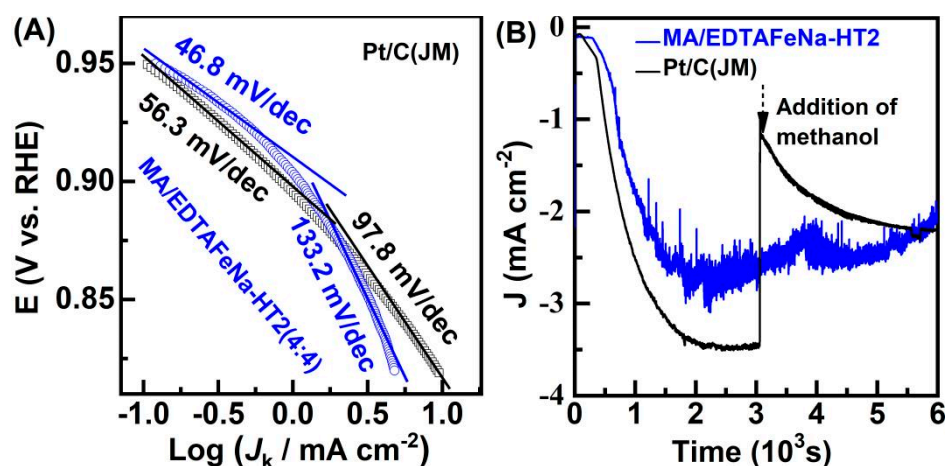 (A)
Pt/C(JM)
46.8 mV/dec
56.3 mV/dec
MA/EDTAFeNa-HT2(4:4)
133.2 mV/dec
97.8 mV/dec
E (V vs. RHE)
0.95
0.90
0.85
-1.0 -0.5 0.0 0.5 1.0
Log (Jk / mA cm-2)
(B)
MA/EDTAFeNa-HT2
Pt/C(JM)
Addition of
methanol
J (mA cm-2)
0
-1
-2
-3
-4
0 1 2 3 4 5 6
Time (10³s)